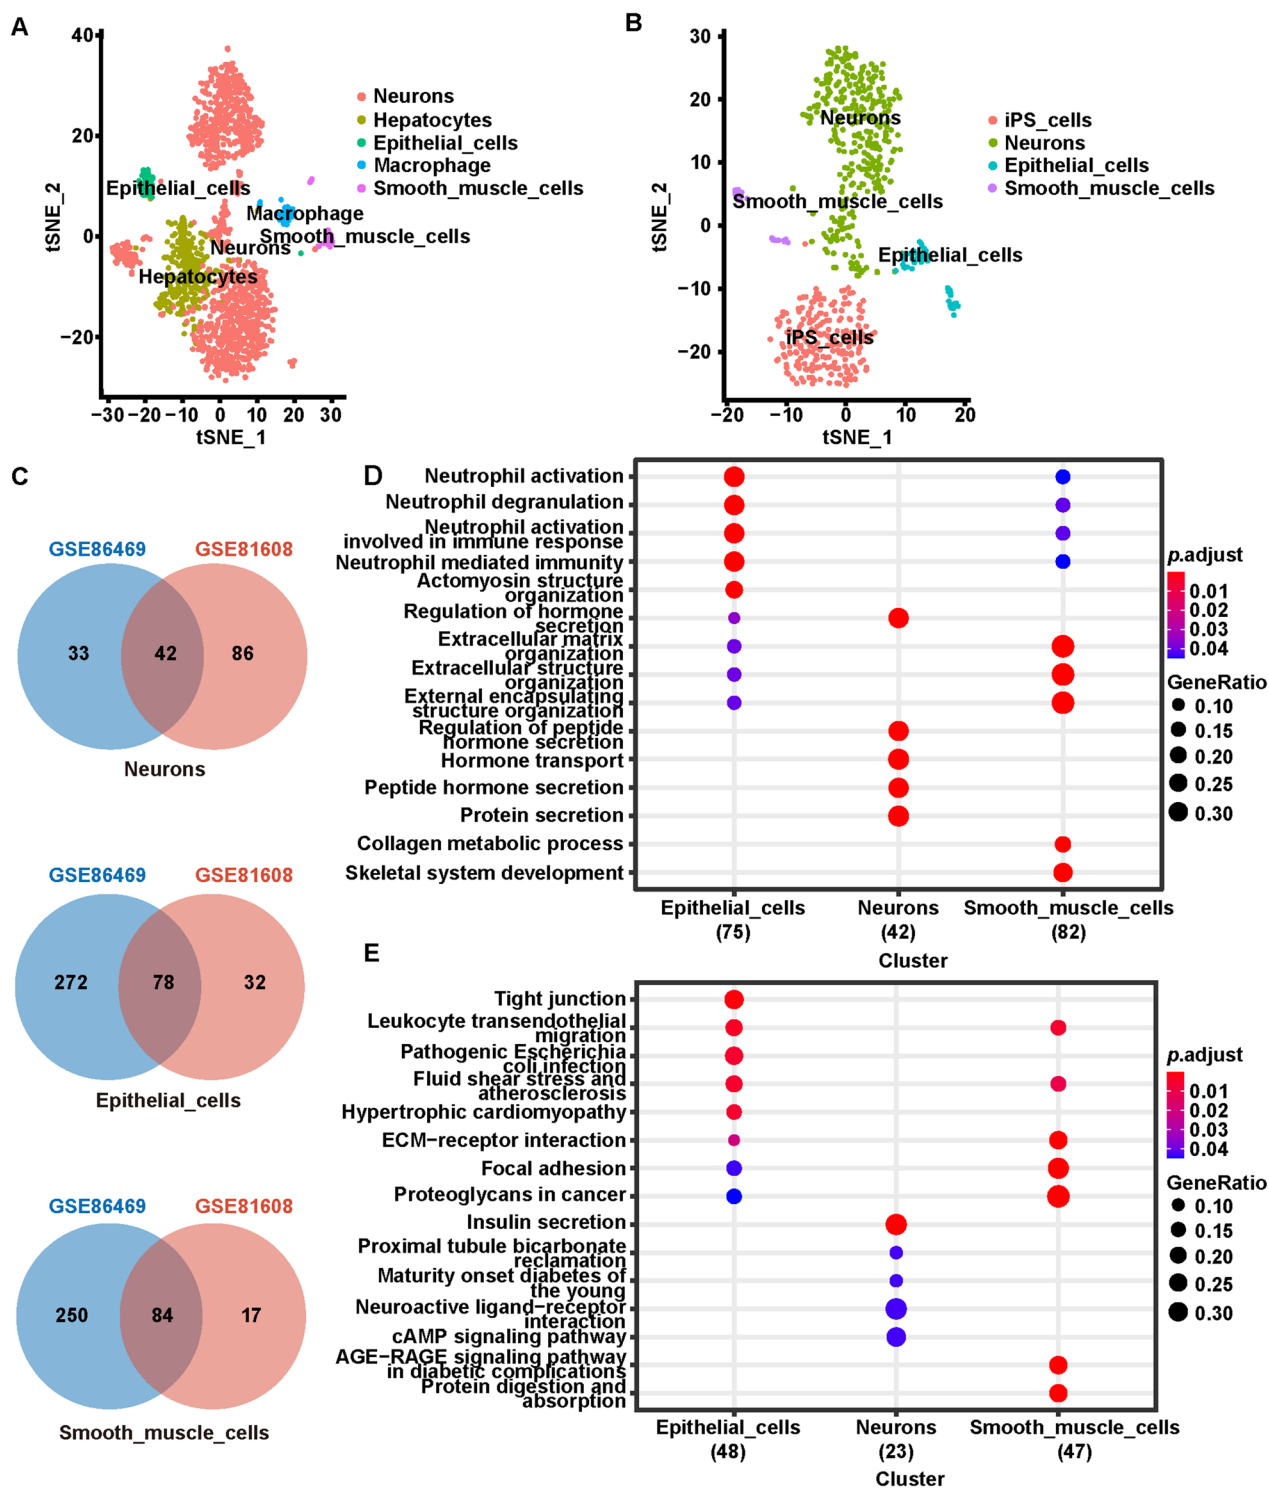 A
40
20
0
−20
tSNE_2
−30
−20
−10
0
10
20
30
tSNE_1
Epithelial_cells
Macrophage
Smooth_muscle_cells
Neurons
Hepatocytes
Neurons
Hepatocytes
Epithelial_cells
Macrophage
Smooth_muscle_cells
B
30
20
10
0
−10
−20
tSNE_2
−20
−10
0
10
20
tSNE_1
Neurons
Smooth_muscle_cells
Epithelial_cells
iPS_cells
iPS_cells
Neurons
Epithelial_cells
Smooth_muscle_cells
C
GSE86469
GSE81608
33
42
86
Neurons
GSE86469
GSE81608
272
78
32
Epithelial_cells
GSE86469
GSE81608
250
84
17
Smooth_muscle_cells
D
Neutrophil activation
Neutrophil degranulation
Neutrophil activation
involved in immune response
Neutrophil mediated immunity
Actomyosin structure
organization
Regulation of hormone
secretion
Extracellular matrix
organization
Extracellular structure
organization
External encapsulating
structure organization
Regulation of peptide
hormone secretion
Hormone transport
Peptide hormone secretion
Protein secretion
Collagen metabolic process
Skeletal system development
Epithelial_cells
(75)
Neurons
(42)
Smooth_muscle_cells
(82)
Cluster
p.adjust
0.01
0.02
0.03
0.04
GeneRatio
0.10
0.15
0.20
0.25
0.30
E
Tight junction
Leukocyte transendothelial
migration
Pathogenic Escherichia
coli infection
Fluid shear stress and
atherosclerosis
Hypertrophic cardiomyopathy
ECM−receptor interaction
Focal adhesion
Proteoglycans in cancer
Insulin secretion
Proximal tubule bicarbonate
reclamation
Maturity onset diabetes of
the young
Neuroactive ligand−receptor
interaction
cAMP signaling pathway
AGE−RAGE signaling pathway
in diabetic complications
Protein digestion and
absorption
Epithelial_cells
(48)
Neurons
(23)
Smooth_muscle_cells
(47)
Cluster
p.adjust
0.01
0.02
0.03
0.04
GeneRatio
0.10
0.15
0.20
0.25
0.30